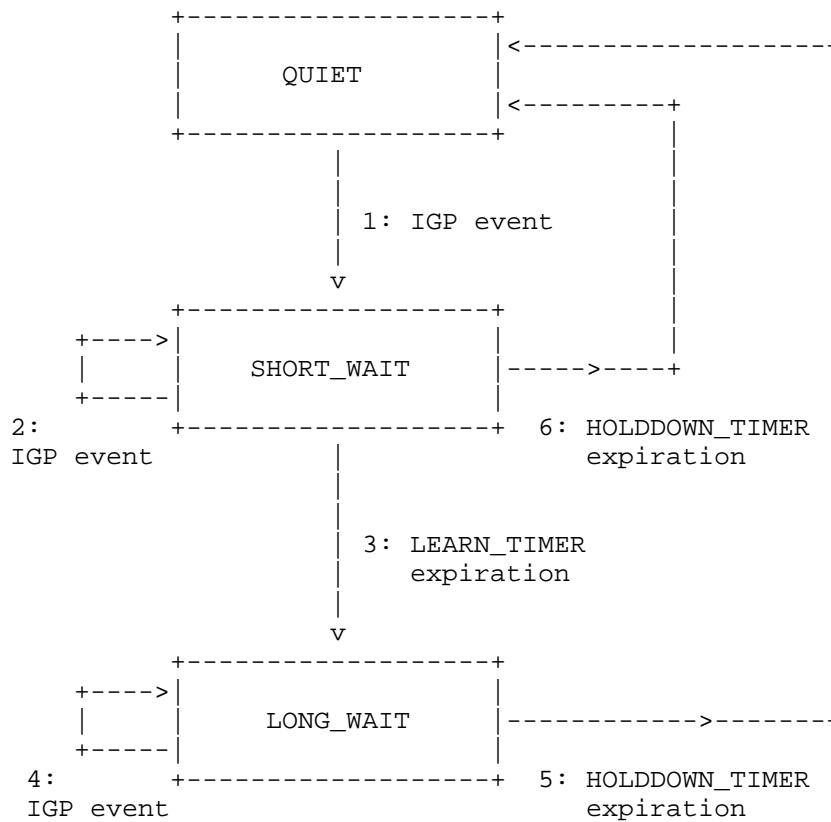 QUIET
1: IGP event
SHORT_WAIT
2:
IGP event
6: HOLDDOWN_TIMER
expiration
3: LEARN_TIMER
expiration
LONG_WAIT
4:
IGP event
5: HOLDDOWN_TIMER
expiration